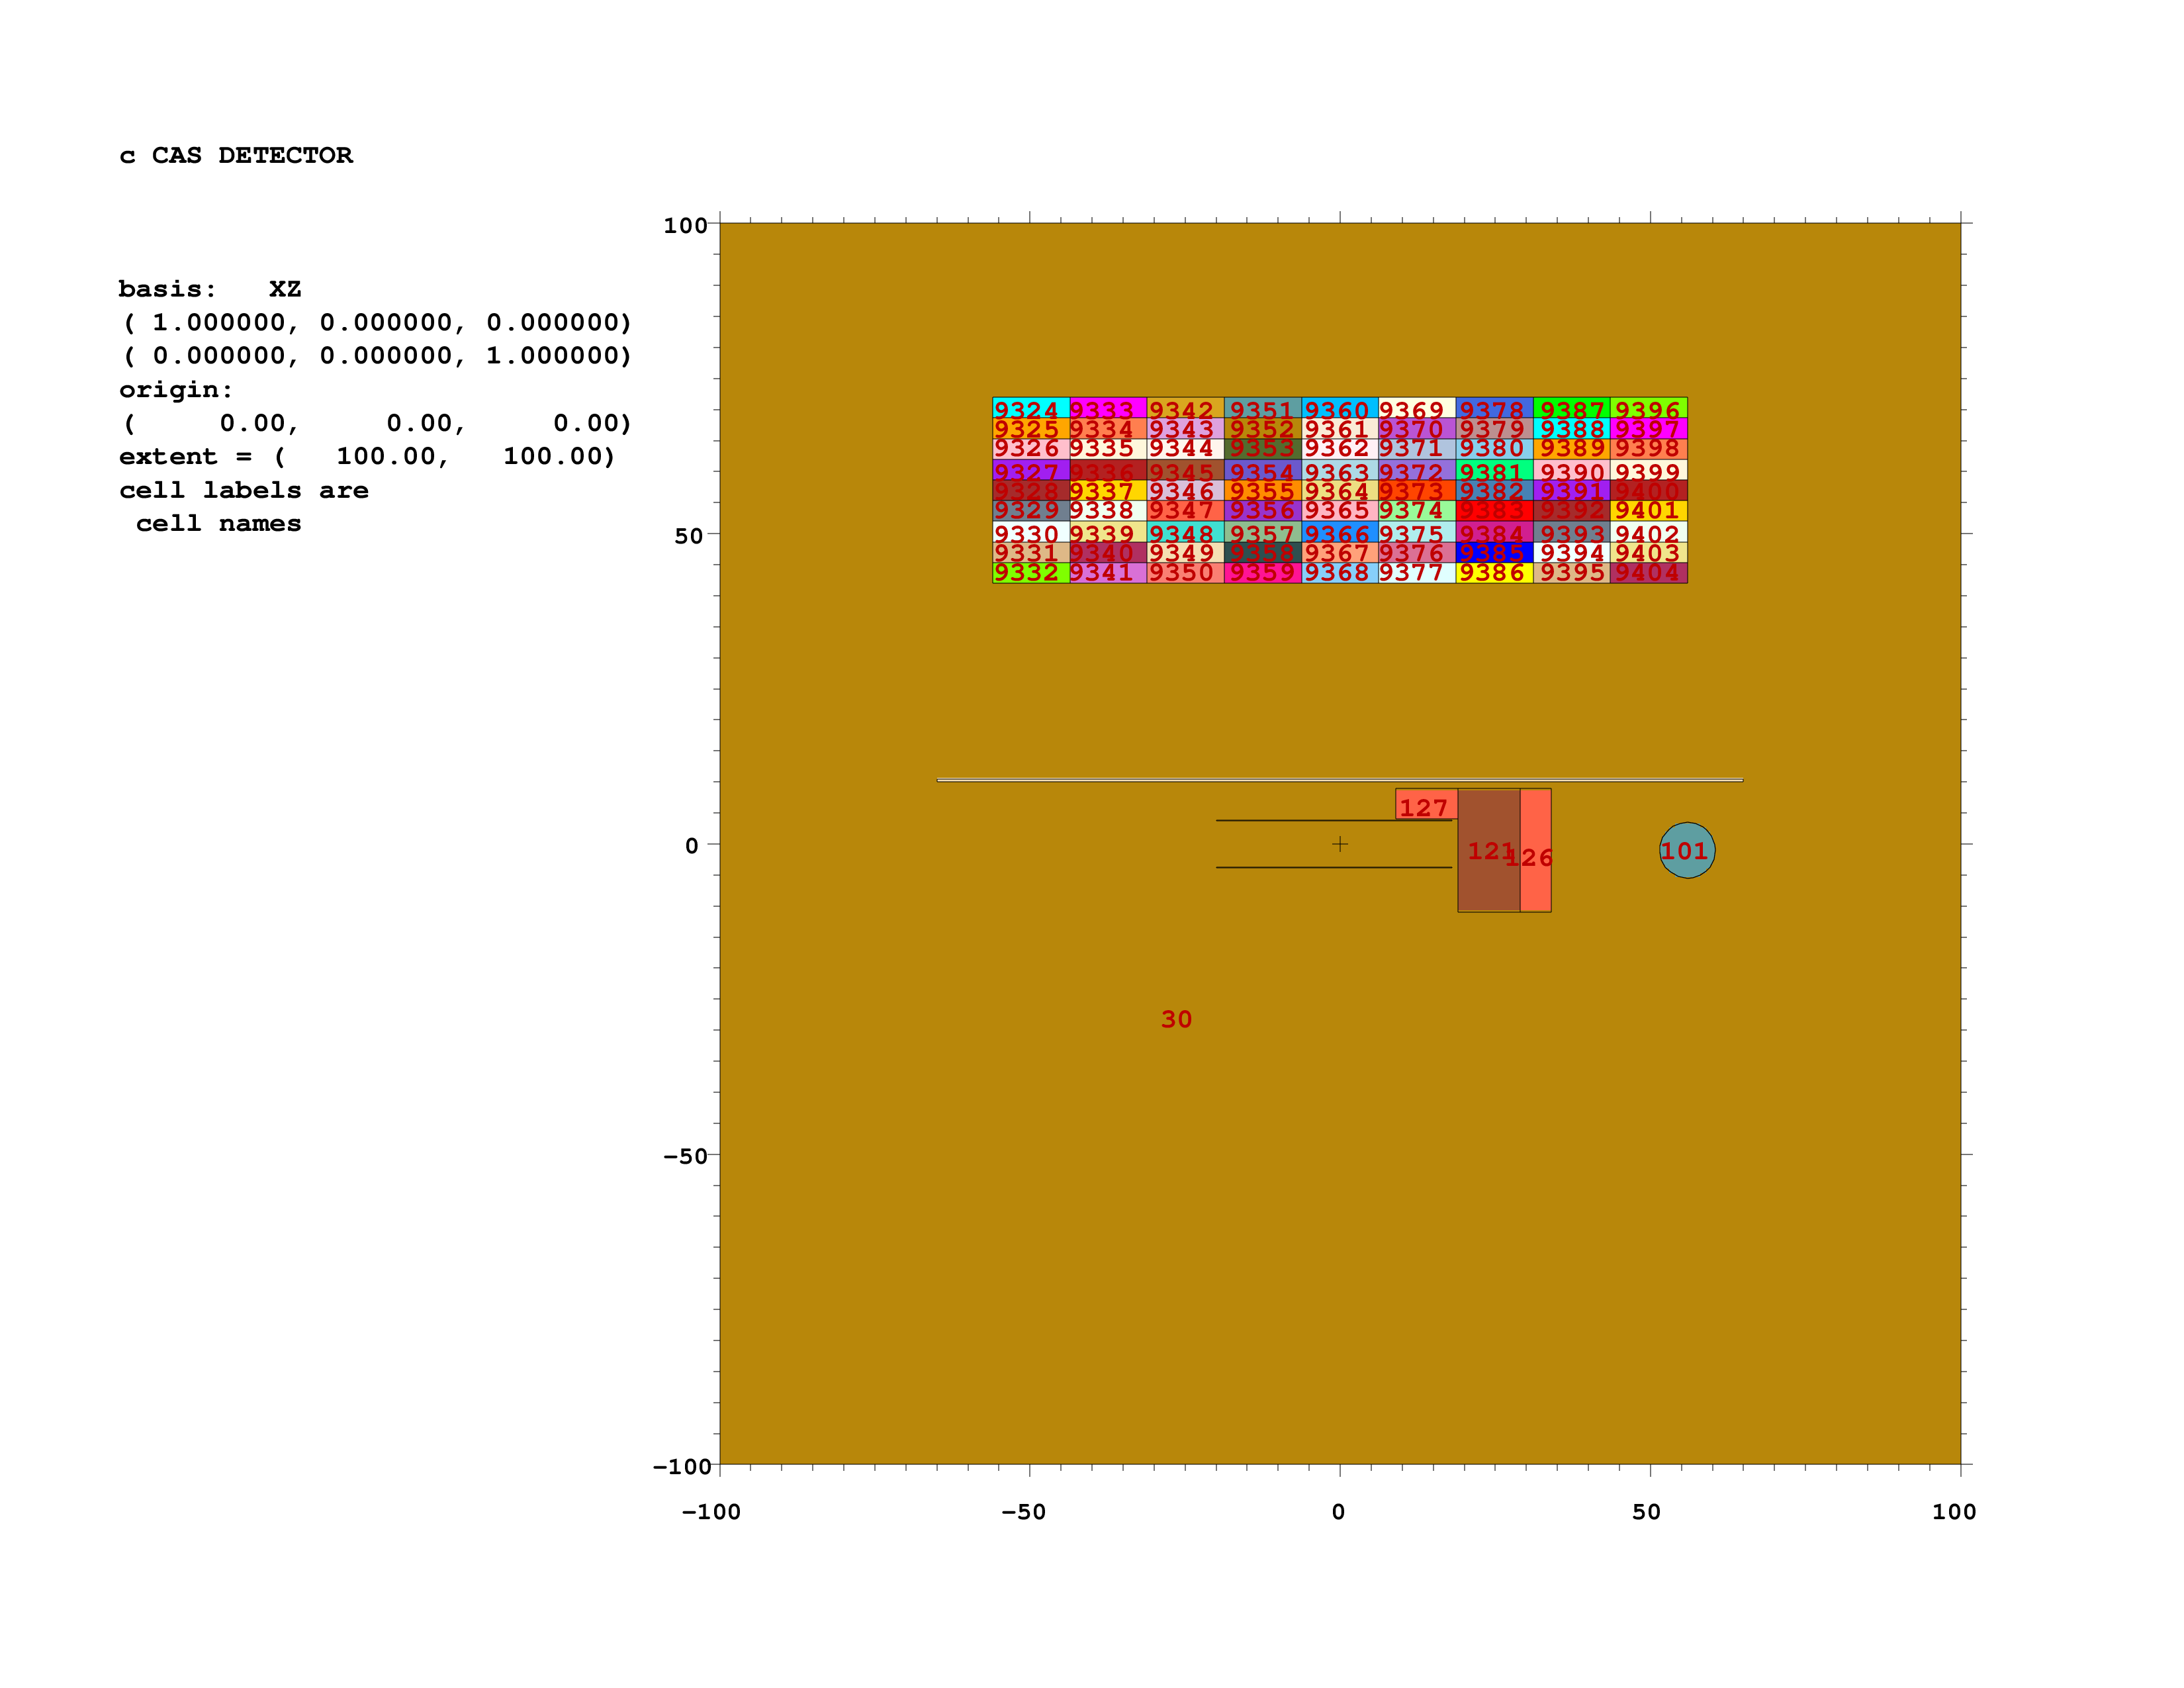 c CAS DETECTOR
basis:   XZ
( 1.000000, 0.000000, 0.000000)
( 0.000000, 0.000000, 1.000000)
origin:
(     0.00,     0.00,     0.00)
extent = (   100.00,   100.00)
cell labels are
cell names
100
9324 9333 9342 9351 9360 9369 9378 9387 9396
9325 9334 9343 9352 9361 9370 9379 9388 9397
9326 9335 9344 9353 9362 9371 9380 9389 9398
9327 9336 9345 9354 9363 9372 9381 9390 9399
9328 9337 9346 9355 9364 9373 9382 9391 9400
9329 9338 9347 9356 9365 9374 9383 9392 9401
50 9330 9339 9348 9357 9366 9375 9384 9393 9402
9331 9340 9349 9358 9367 9376 9385 9394 9403
9332 9341 9350 9359 9368 9377 9386 9395 9404
127
0 121 126 101
30
−50
−100
−100 −50 0 50 100